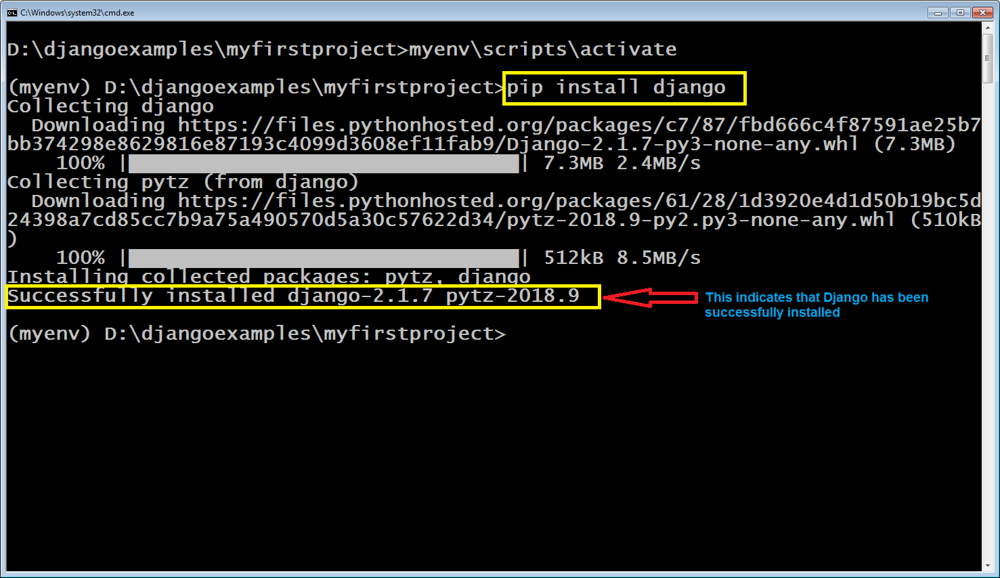 C:\Windows\system32\cmd.exe
D:\djangoexamples\myfirstproject>myenv\scripts\activate
(myenv) D:\djangoexamples\myfirstproject>pip install django
Collecting django
  Downloading https://files.pythonhosted.org/packages/c7/87/fbd666c4f87591ae25b7
bb374298e8629816e87193c4099d3608ef11fab9/Django-2.1.7-py3-none-any.whl (7.3MB)
    100% || 7.3MB 2.4MB/s
Collecting pytz (from django)
  Downloading https://files.pythonhosted.org/packages/61/28/1d3920e4d1d50b19bc5d
24398a7cd85cc7b9a75a490570d5a30c57622d34/pytz-2018.9-py2.py3-none-any.whl (510kB
)
    100% || 512kB 8.5MB/s
Installing collected packages: pytz, django
Successfully installed django-2.1.7 pytz-2018.9
This indicates that Django has been
successfully installed
(myenv) D:\djangoexamples\myfirstproject>